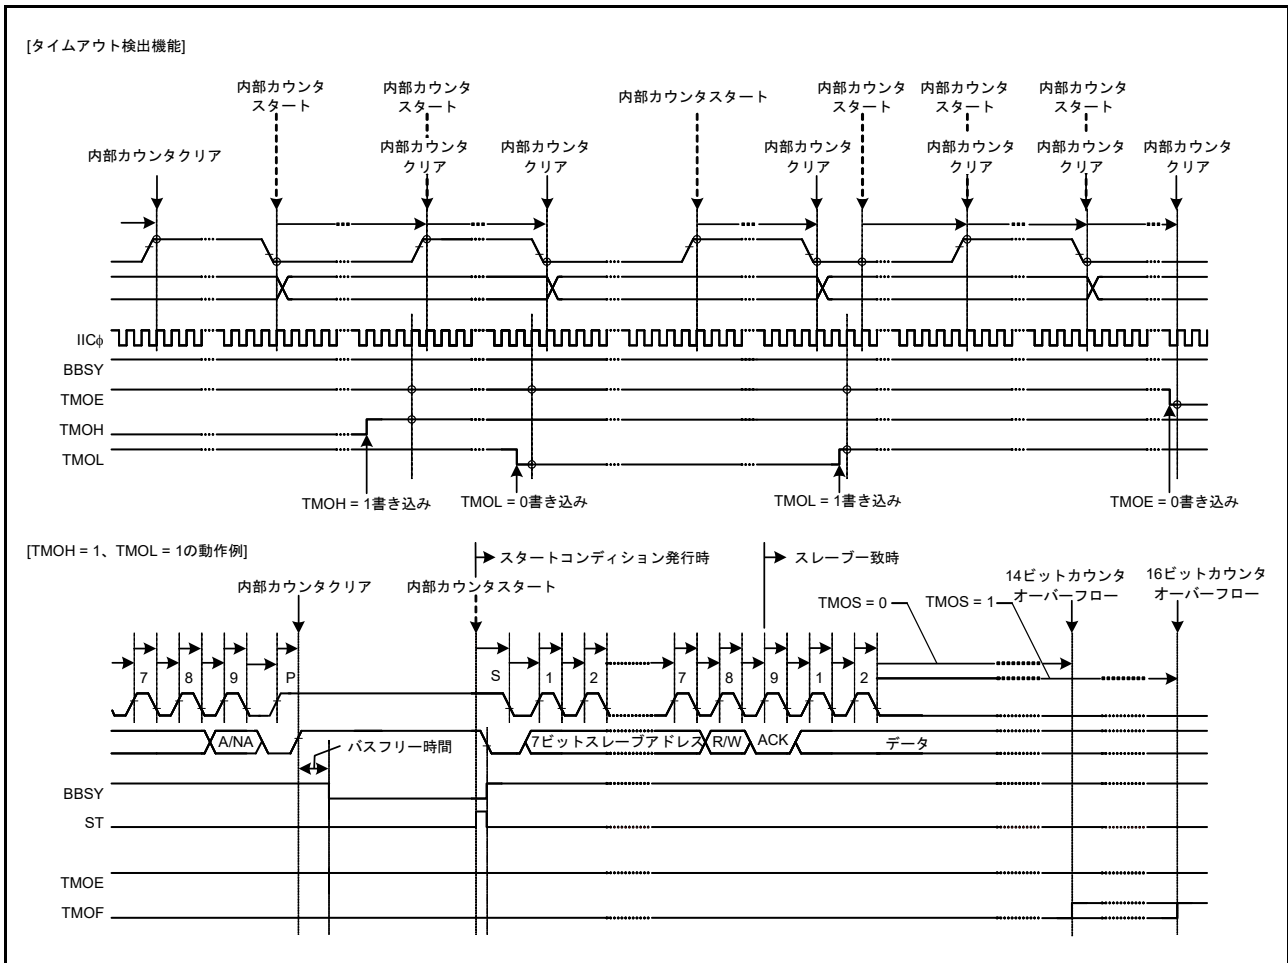 [タイムアウト検出機能]
内部カウンタ
スタート
内部カウンタ
スタート
内部カウンタスタート
内部カウンタ
スタート
内部カウンタ
スタート
内部カウンタ
スタート
内部カウンタクリア
内部カウンタ
クリア
内部カウンタ
クリア
内部カウンタ
クリア
内部カウンタ
クリア
内部カウンタ
クリア
内部カウンタ
クリア
IICφ
BBSY
TMOE
TMOH
TMOL
TMOH = 1書き込み
TMOL = 0書き込み
TMOL = 1書き込み
TMOE = 0書き込み
[TMOH = 1、TMOL = 1の動作例]
スタートコンディション発行時
スレーブ一致時
内部カウンタクリア
内部カウンタスタート
14ビットカウンタ
オーバーフロー
16ビットカウンタ
オーバーフロー
TMOS = 0
TMOS = 1
7 8 9 P S 1 2 7 8 9 1 2
A/NA
バスフリー時間
7ビットスレーブアドレス
R/W
ACK
データ
BBSY
ST
TMOE
TMOF